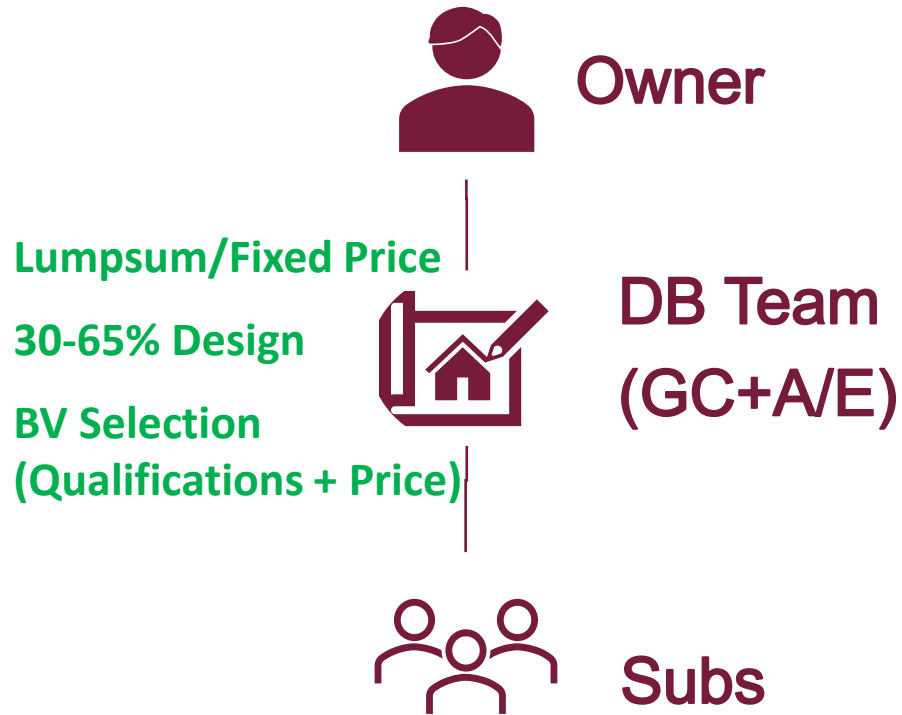 Owner
Lumpsum/Fixed Price
30-65% Design
BV Selection
(Qualifications + Price)
DB Team
(GC+A/E)
Subs